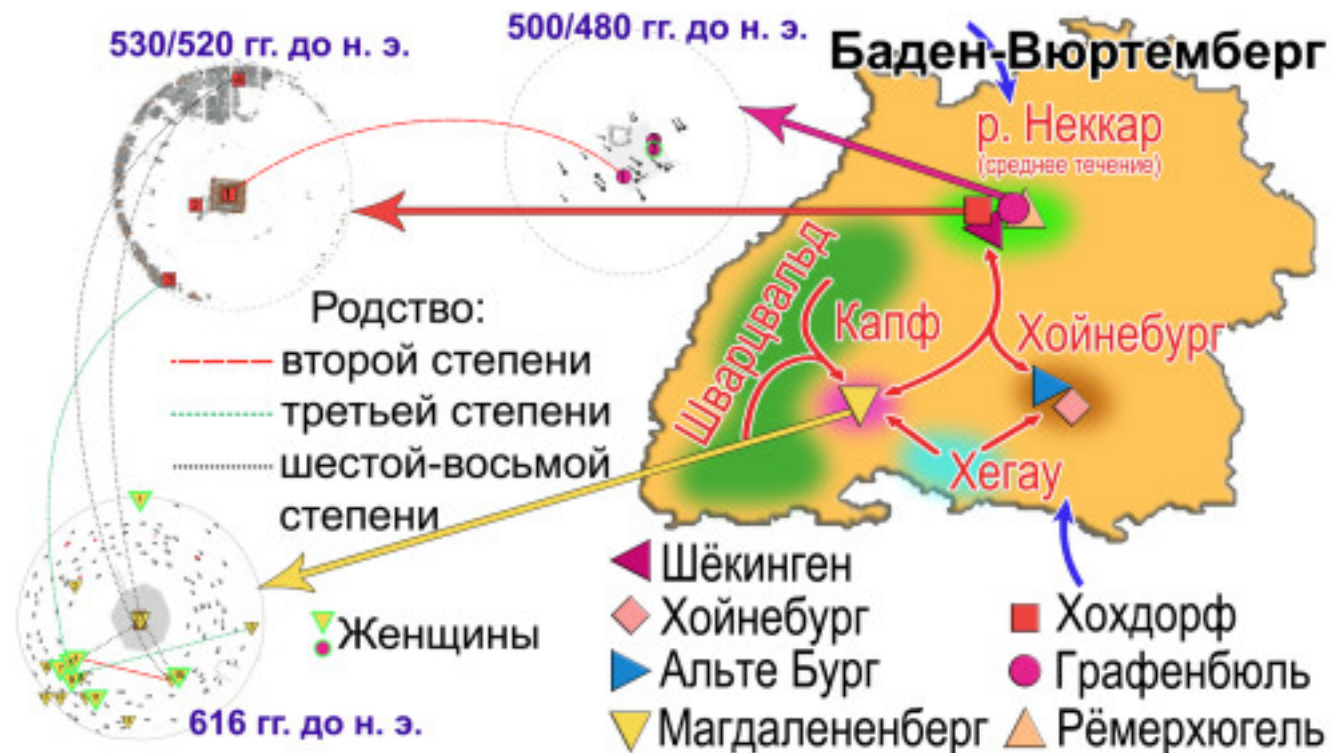 530/520 гг. до н. э.
500/480 гг. до н. э.
Баден-Вюртемберг
р. Неккар
(среднее течение)
Шварцвальд
Капф
Хойнебург
Хегау
Родство:
второй степени
третьей степени
шестой-восьмой
степени
Женщины
616 гг. до н. э.
Шёкинген
Хойнебург
Альте Бург
Магдалененберг
Хохдорф
Графенбюль
Рёмерхюгель